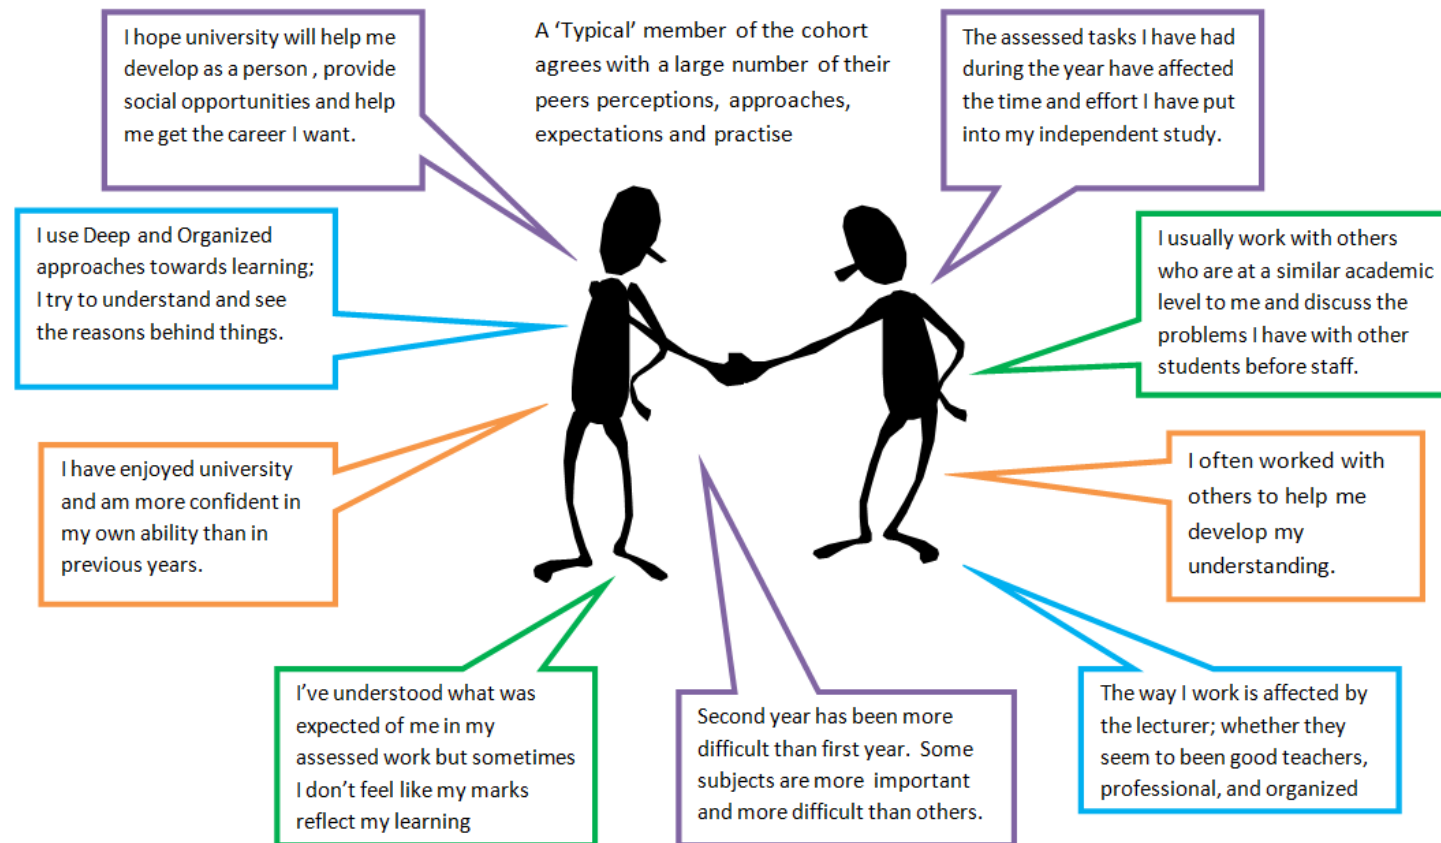 I hope university will help me
develop as a person , provide
social opportunities and help
me get the career I want.
A ‘Typical’ member of the cohort
agrees with a large number of their
peers perceptions, approaches,
expectations and practise
The assessed tasks I have had
during the year have affected
the time and effort I have put
into my independent study.
I use Deep and Organized
approaches towards learning;
I try to understand and see
the reasons behind things.
I usually work with others
who are at a similar academic
level to me and discuss the
problems I have with other
students before staff.
I have enjoyed university
and am more confident in
my own ability than in
previous years.
I often worked with
others to help me
develop my
understanding.
I’ve understood what was
expected of me in my
assessed work but sometimes
I don’t feel like my marks
reflect my learning
Second year has been more
difficult than first year.  Some
subjects are more  important
and more difficult than others.
The way I work is affected by
the lecturer; whether they
seem to been good teachers,
professional, and organized